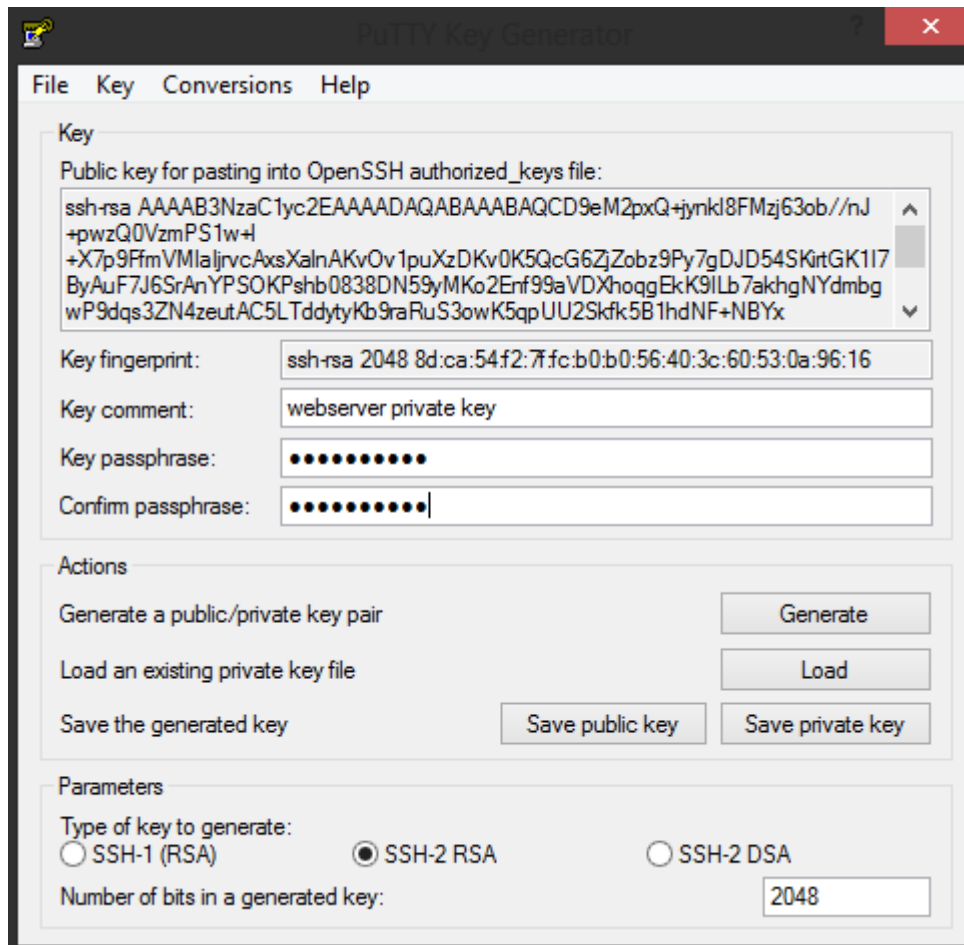 PuTTY Key Generator ? ×
File Key Conversions Help
Key
Public key for pasting into OpenSSH authorized_keys file:
ssh-rsa AAAAB3NzaC1yc2EAAAADAQABAAABAQCD9eM2pxQ+jynkI8FMzj63ob//nJ
+pwzQ0VzmPS1w+I
+X7p9FfmVMIaIjrvcAxsXaInAKvOv1puXzDKv0K5QcG6ZjZobz9Py7gDJD54SKirtGK1I7
ByAuF7J6SrAnYPSOKPshb0838DN59yMKo2Enf99aVDXhoqgEkK9ILb7akhgNYdmbg
wP9dqs3ZN4zeutAC5LTddytyKb9raRuS3owK5qpUU2Skfk5B1hdNF+NBYx
Key fingerprint: ssh-rsa 2048 8d:ca:54:f2:7f:fc:b0:b0:56:40:3c:60:53:0a:96:16
Key comment: webserver private key
Key passphrase: ●●●●●●●●●●
Confirm passphrase: ●●●●●●●●●●
Actions
Generate a public/private key pair Generate
Load an existing private key file Load
Save the generated key Save public key Save private key
Parameters
Type of key to generate:
SSH-1 (RSA) SSH-2 RSA SSH-2 DSA
Number of bits in a generated key: 2048